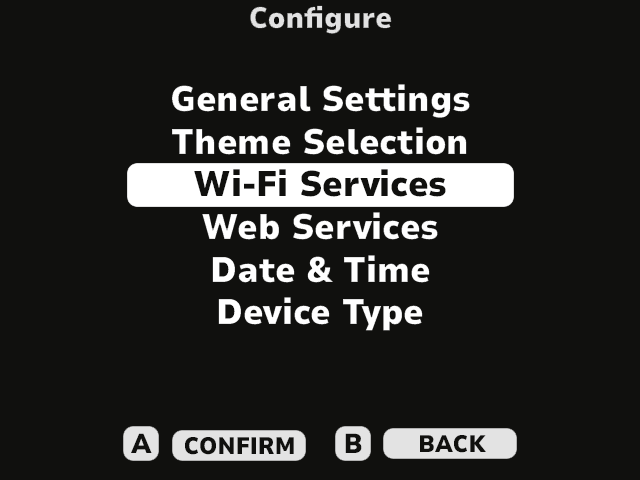 Configure
General Settings
Theme Selection
Wi-Fi Services
Web Services
Date & Time
Device Type
A CONFIRM B BACK